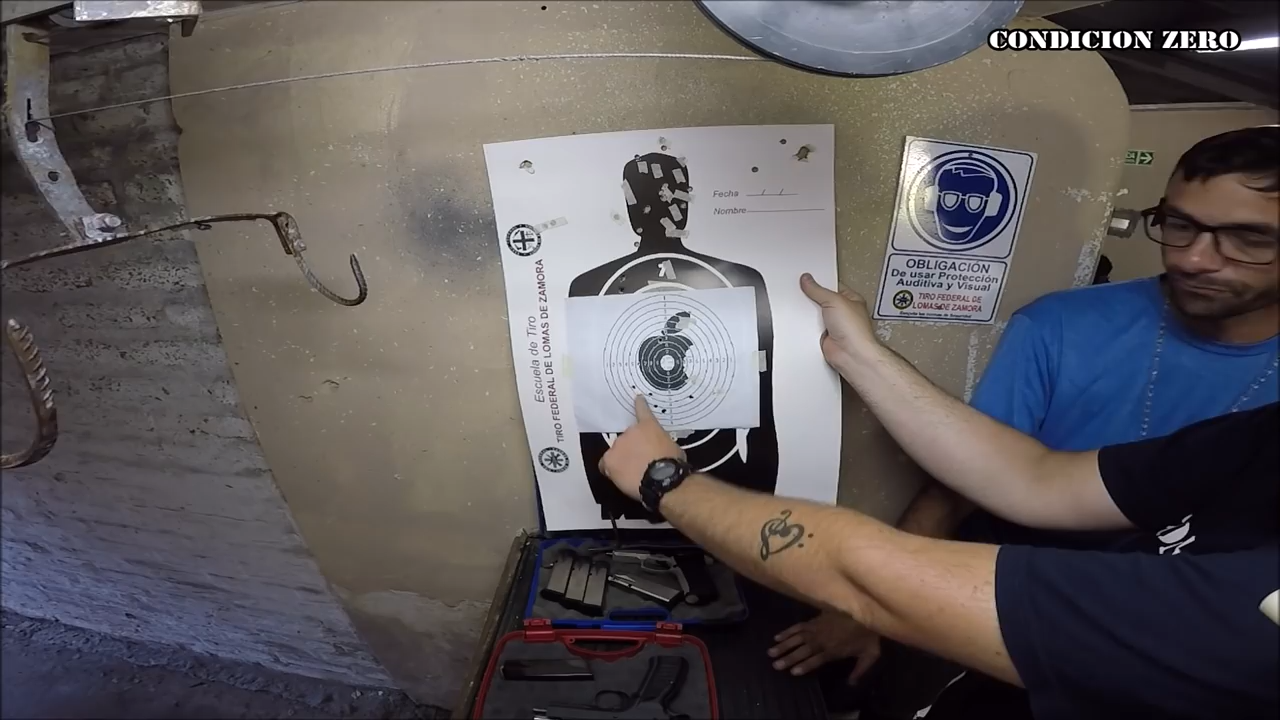 CONDICION ZERO
Fecha / /
Nombre
Escuela de Tiro
TIRO FEDERAL DE LOMAS DE ZAMORA
OBLIGACIÓN
De usar Protección
Auditiva y Visual
TIRO FEDERAL DE
LOMAS DE ZAMORA